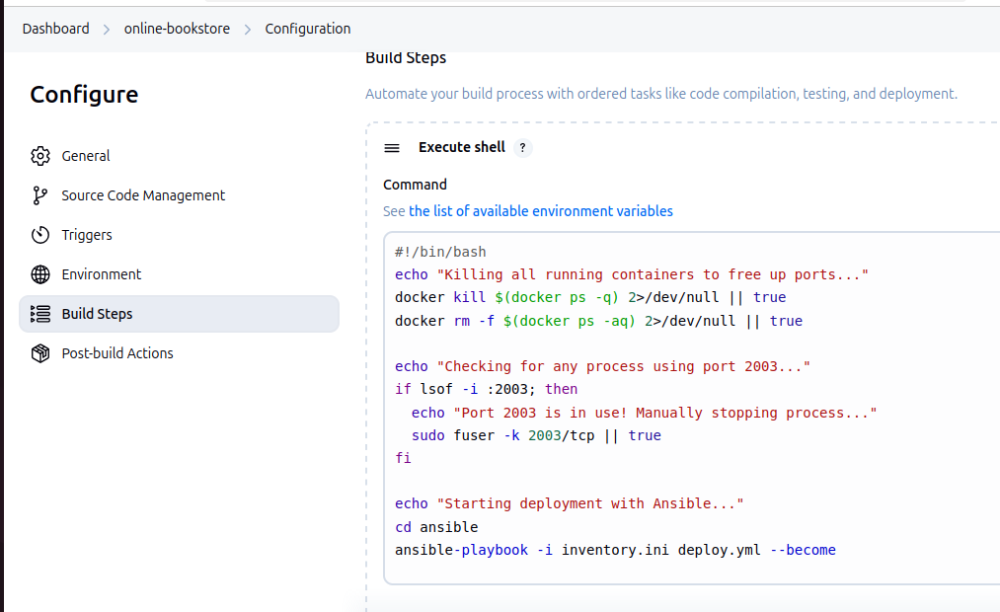 Dashboard > online-bookstore > Configuration
Configure
General
Source Code Management
Triggers
Environment
Build Steps
Post-build Actions
Build Steps
Automate your build process with ordered tasks like code compilation, testing, and deployment.
Execute shell ?
Command
See the list of available environment variables
#!/bin/bash
echo "Killing all running containers to free up ports..."
docker kill $(docker ps -q) 2>/dev/null || true
docker rm -f $(docker ps -aq) 2>/dev/null || true
echo "Checking for any process using port 2003..."
if lsof -i :2003; then
  echo "Port 2003 is in use! Manually stopping process..."
  sudo fuser -k 2003/tcp || true
fi
echo "Starting deployment with Ansible..."
cd ansible
ansible-playbook -i inventory.ini deploy.yml --become